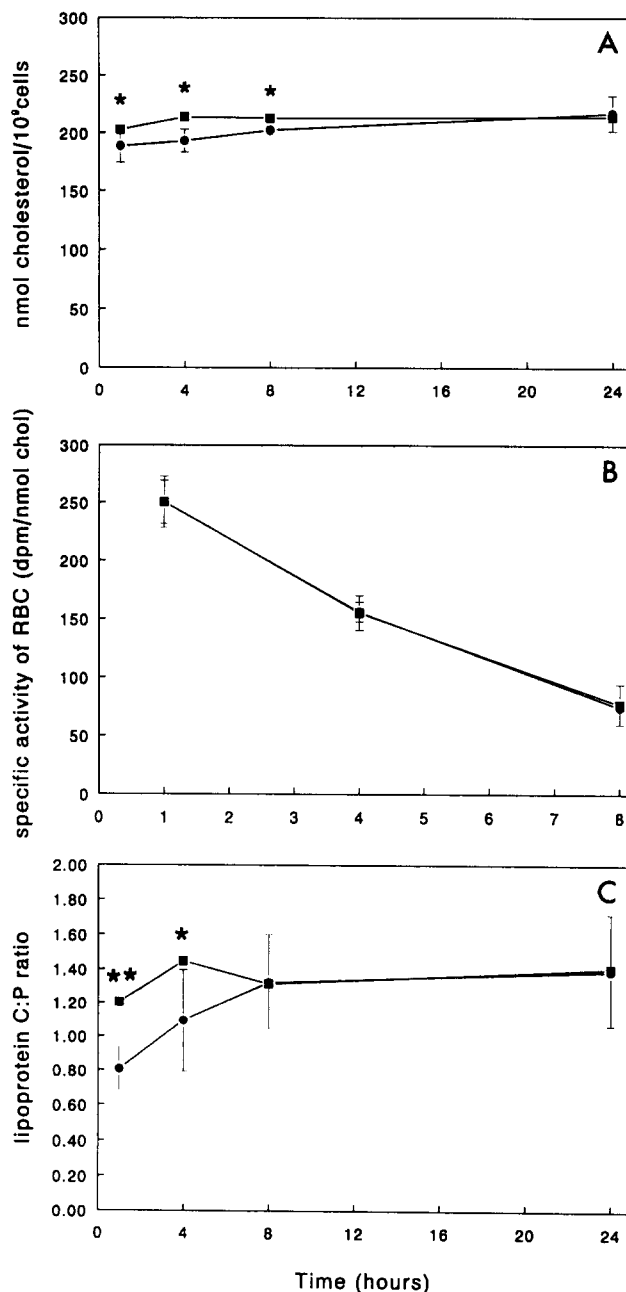 A
300
250
200
150
100
50
0
* * *
nmol cholesterol/10⁹cells
0 4 8 12 16 20 24
B
300
250
200
150
100
50
0
specific activity of RBC (dpm/nmol chol)
0 1 2 3 4 5 6 7 8
C
2.00
1.80
1.60
1.40
1.20
1.00
0.80
0.60
0.40
0.20
0.00
** *
lipoprotein C:P ratio
0 4 8 12 16 20 24
Time (hours)